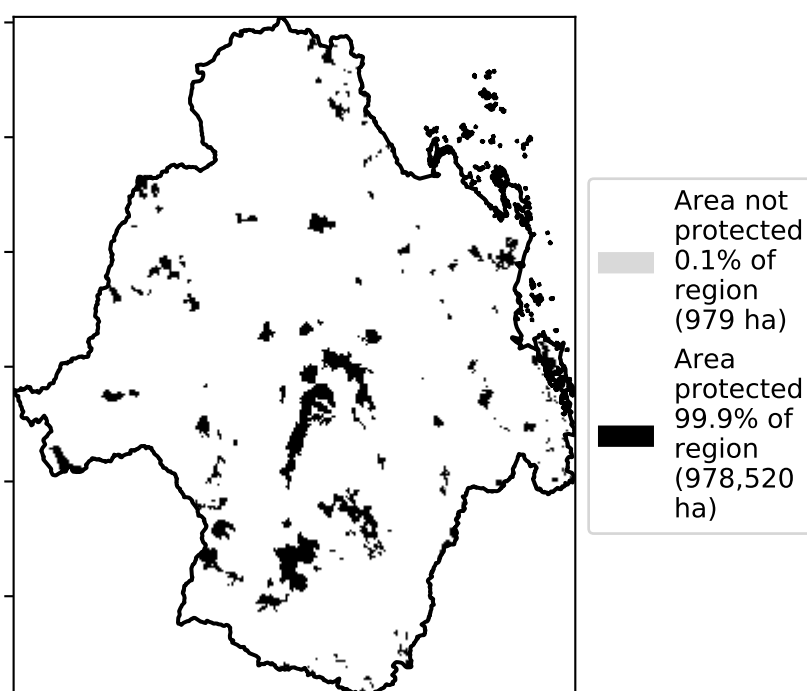 Area not
protected
0.1% of
region
(979 ha)
Area
protected
99.9% of
region
(978,520
ha)